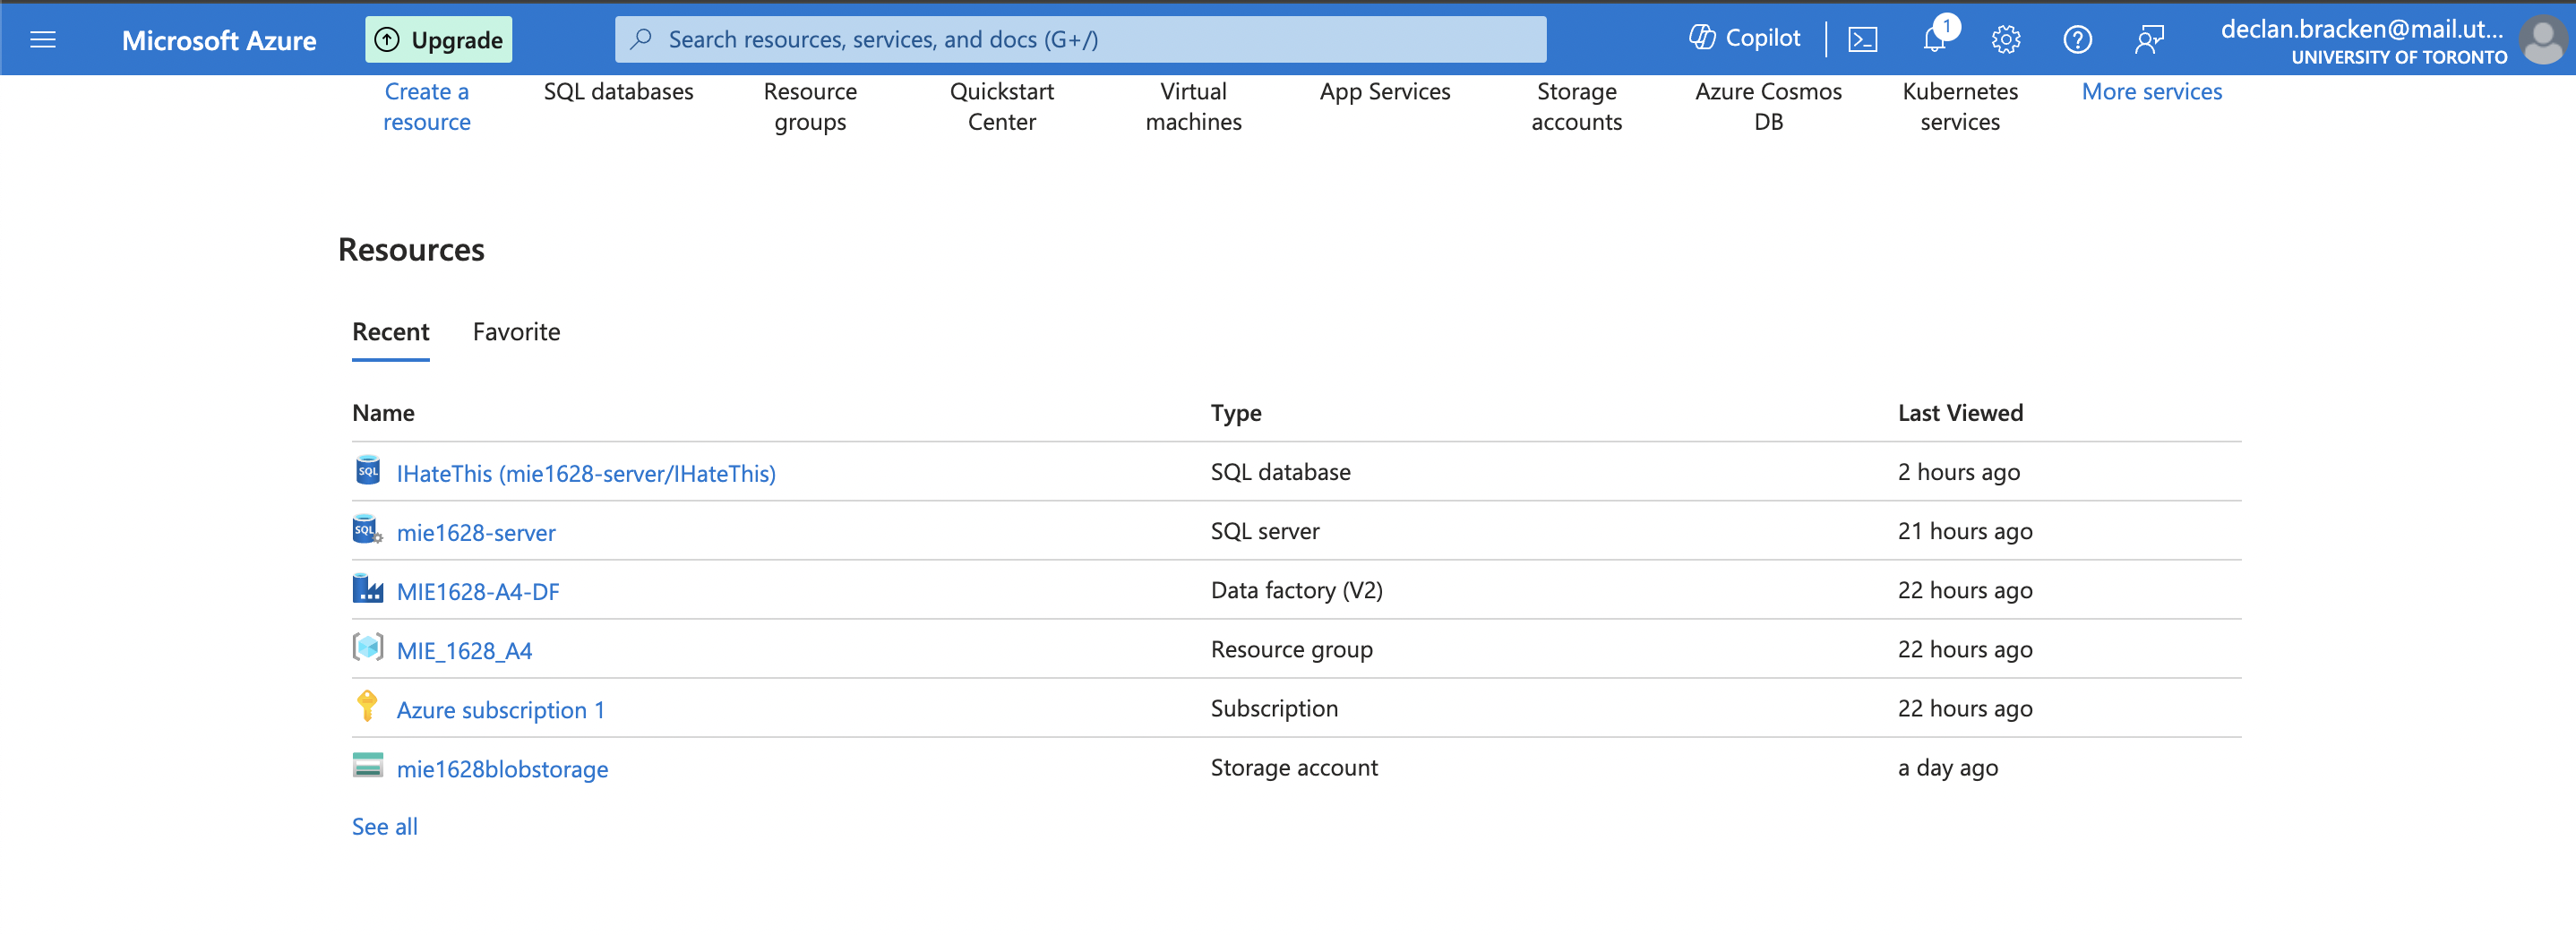 Microsoft Azure
Upgrade
Search resources, services, and docs (G+/)
Copilot
1
declan.bracken@mail.ut...
UNIVERSITY OF TORONTO
Create a
resource
SQL databases
Resource
groups
Quickstart
Center
Virtual
machines
App Services
Storage
accounts
Azure Cosmos
DB
Kubernetes
services
More services
Resources
Recent Favorite
Name Type Last Viewed
SQL IHateThis (mie1628-server/IHateThis) SQL database 2 hours ago
SQL mie1628-server SQL server 21 hours ago
MIE1628-A4-DF Data factory (V2) 22 hours ago
MIE_1628_A4 Resource group 22 hours ago
Azure subscription 1 Subscription 22 hours ago
mie1628blobstorage Storage account a day ago
See all